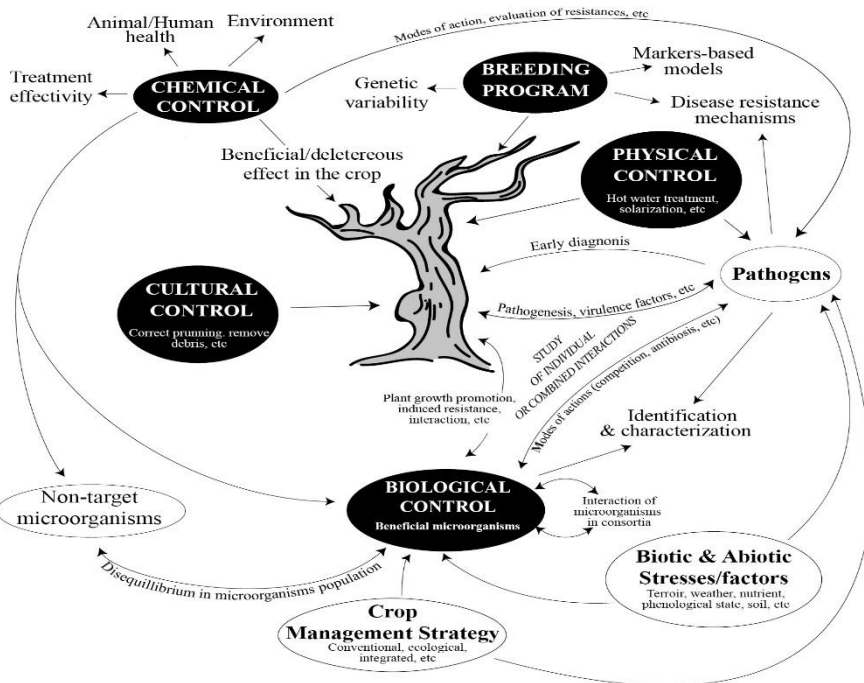 Animal/Human
health
Environment
Modes of action, evaluation of resistances, etc
Treatment
effectivity
CHEMICAL
CONTROL
Genetic
variability
BREEDING
PROGRAM
Markers-based
models
Disease resistance
mechanisms
Beneficial/deletereous
effect in the crop
PHYSICAL
CONTROL
Hot water treatment,
solarization, etc
Early diagnonis
Pathogens
CULTURAL
CONTROL
Correct prunning. remove
debris, etc
Pathogenesis, virulence factors, etc
STUDY
OF INDIVIDUAL
OR COMBINED INTERACTIONS
Modes of actions (competition, antibiosis, etc)
Plant growth promotion,
induced resistance,
interaction, etc
Identification
& characterization
Non-target
microorganisms
BIOLOGICAL
CONTROL
Beneficial microorganisms
Interaction of
microorganisms
in consortia
Disequillibrium in microorganisms population
Biotic & Abiotic
Stresses/factors
Terroir, weather, nutrient,
phenological state, soil, etc
Crop
Management Strategy
Conventional, ecological,
integrated, etc